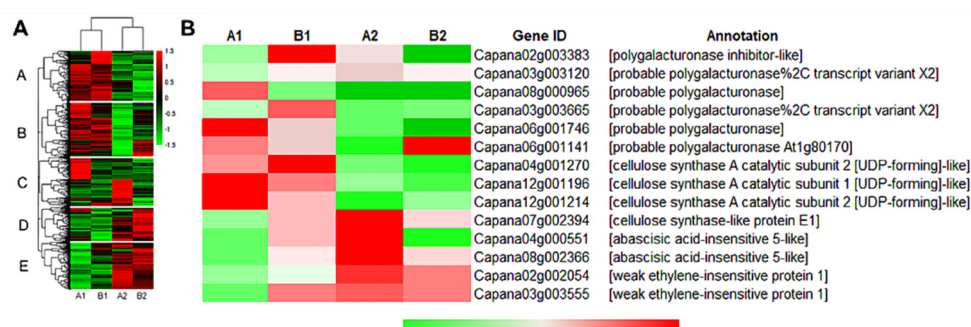 A
B
1.5
1
0.5
0
-0.5
-1
-1.5
A
B
C
D
E
A1 B1 A2 B2
A1 B1 A2 B2 Gene ID Annotation
Capana02g003383 [polygalacturonase inhibitor-like]
Capana03g003120 [probable polygalacturonase%2C transcript variant X2]
Capana08g000965 [probable polygalacturonase]
Capana03g003665 [probable polygalacturonase%2C transcript variant X2]
Capana06g001746 [probable polygalacturonase]
Capana06g001141 [probable polygalacturonase At1g80170]
Capana04g001270 [cellulose synthase A catalytic subunit 2 [UDP-forming]-like]
Capana12g001196 [cellulose synthase A catalytic subunit 1 [UDP-forming]-like]
Capana12g001214 [cellulose synthase A catalytic subunit 2 [UDP-forming]-like]
Capana07g002394 [cellulose synthase-like protein E1]
Capana04g000551 [abascisic acid-insensitive 5-like]
Capana08g002366 [abascisic acid-insensitive 5-like]
Capana02g002054 [weak ethylene-insensitive protein 1]
Capana03g003555 [weak ethylene-insensitive protein 1]